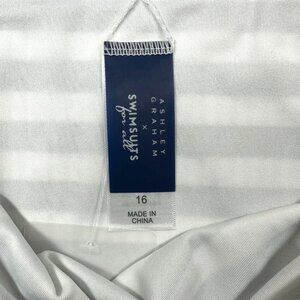 ASHLEY
GRAHAM
x
SWIMSUITS
for all
16
MADE IN
CHINA